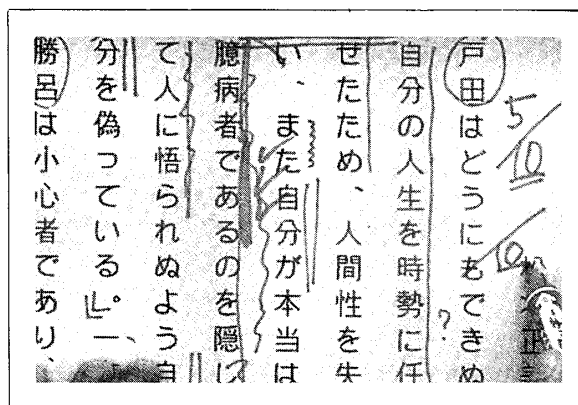 正
戸田はどうにもできぬ
自分の人生を時勢に任
せたため、人間性を失
い、また自分が本当は
臆病者であるのを隠し
て人に悟られぬよう自
分を偽っている」。一、
勝呂は小心者であり、
5/10
10
?